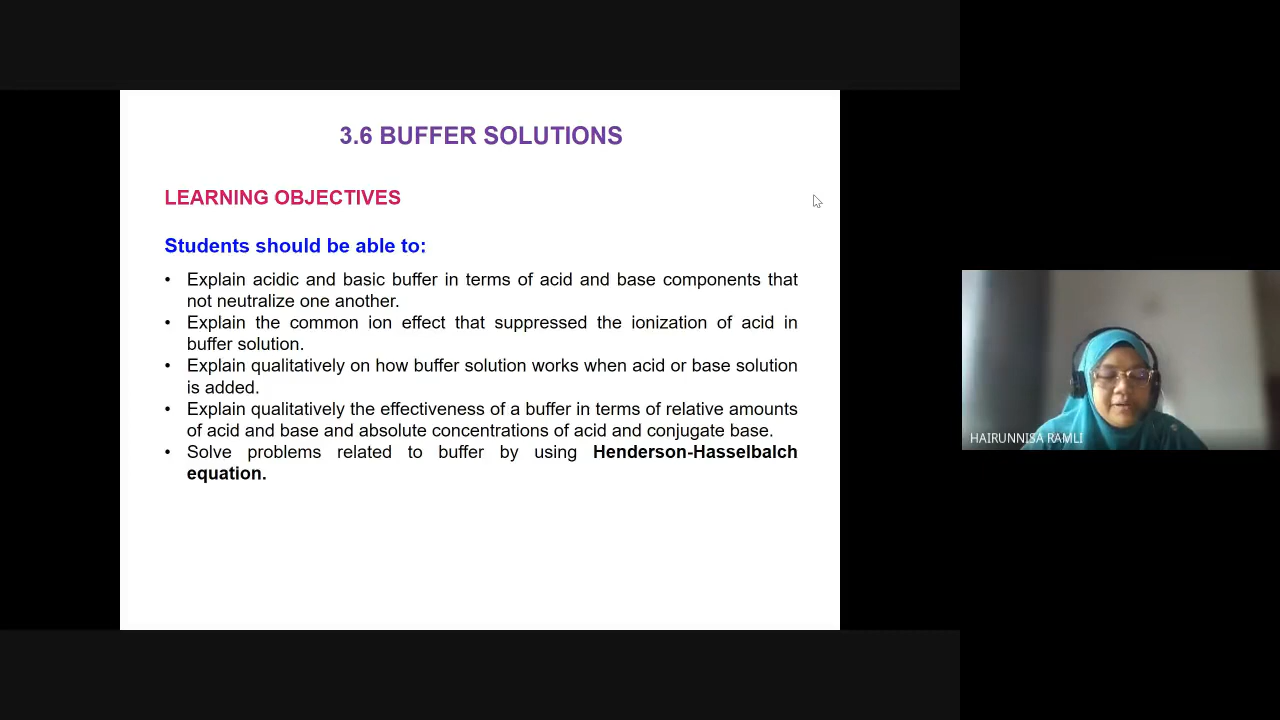 3.6 BUFFER SOLUTIONS
LEARNING OBJECTIVES
Students should be able to:
• Explain acidic and basic buffer in terms of acid and base components that
not neutralize one another.
• Explain the common ion effect that suppressed the ionization of acid in
buffer solution.
• Explain qualitatively on how buffer solution works when acid or base solution
is added.
• Explain qualitatively the effectiveness of a buffer in terms of relative amounts
of acid and base and absolute concentrations of acid and conjugate base.
• Solve problems related to buffer by using Henderson-Hasselbalch
equation.
HAIRUNNISA RAMLI